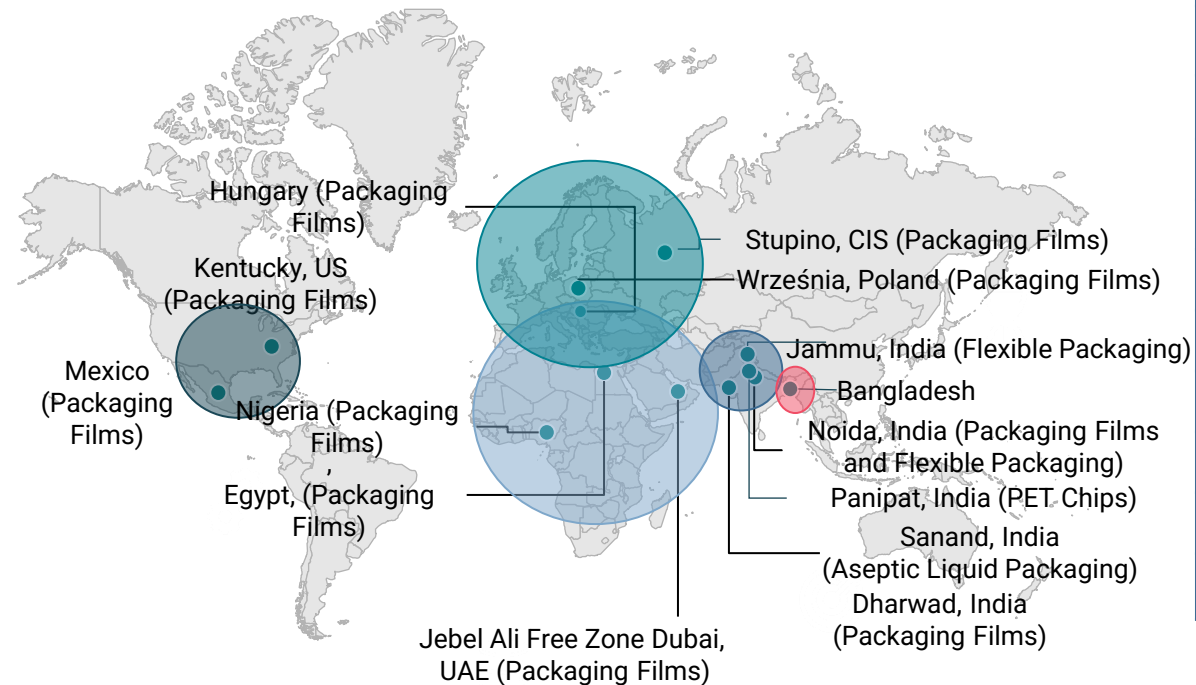 Hungary (Packaging
Films)
Kentucky, US
(Packaging Films)
Mexico
(Packaging
Films)
Nigeria (Packaging
Films)
,
Egypt, (Packaging
Films)
Jebel Ali Free Zone Dubai,
UAE (Packaging Films)
Stupino, CIS (Packaging Films)
Września, Poland (Packaging Films)
Jammu, India (Flexible Packaging)
Bangladesh
Noida, India (Packaging Films
and Flexible Packaging)
Panipat, India (PET Chips)
Sanand, India
(Aseptic Liquid Packaging)
Dharwad, India
(Packaging Films)